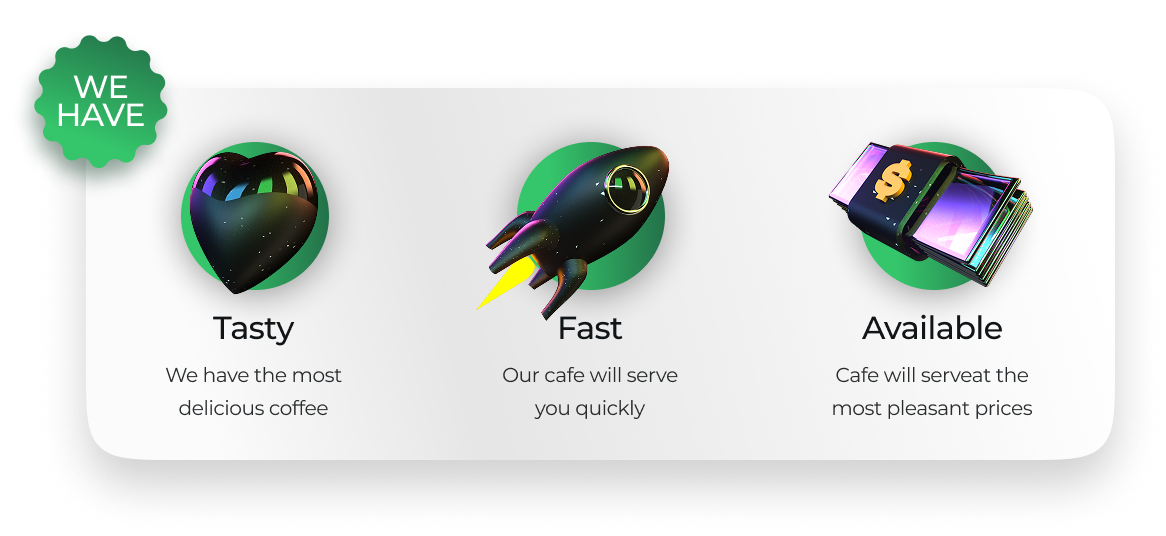 WE
HAVE
Tasty
We have the most
delicious coffee
Fast
Our cafe will serve
you quickly
Available
Cafe will serveat the
most pleasant prices
$